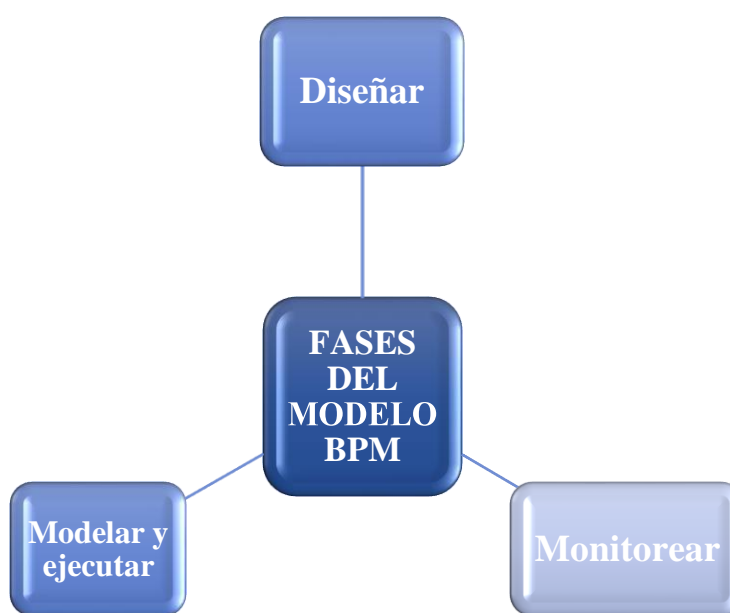 Diseñar
FASES
DEL
MODELO
BPM
Modelar y
ejecutar
Monitorear